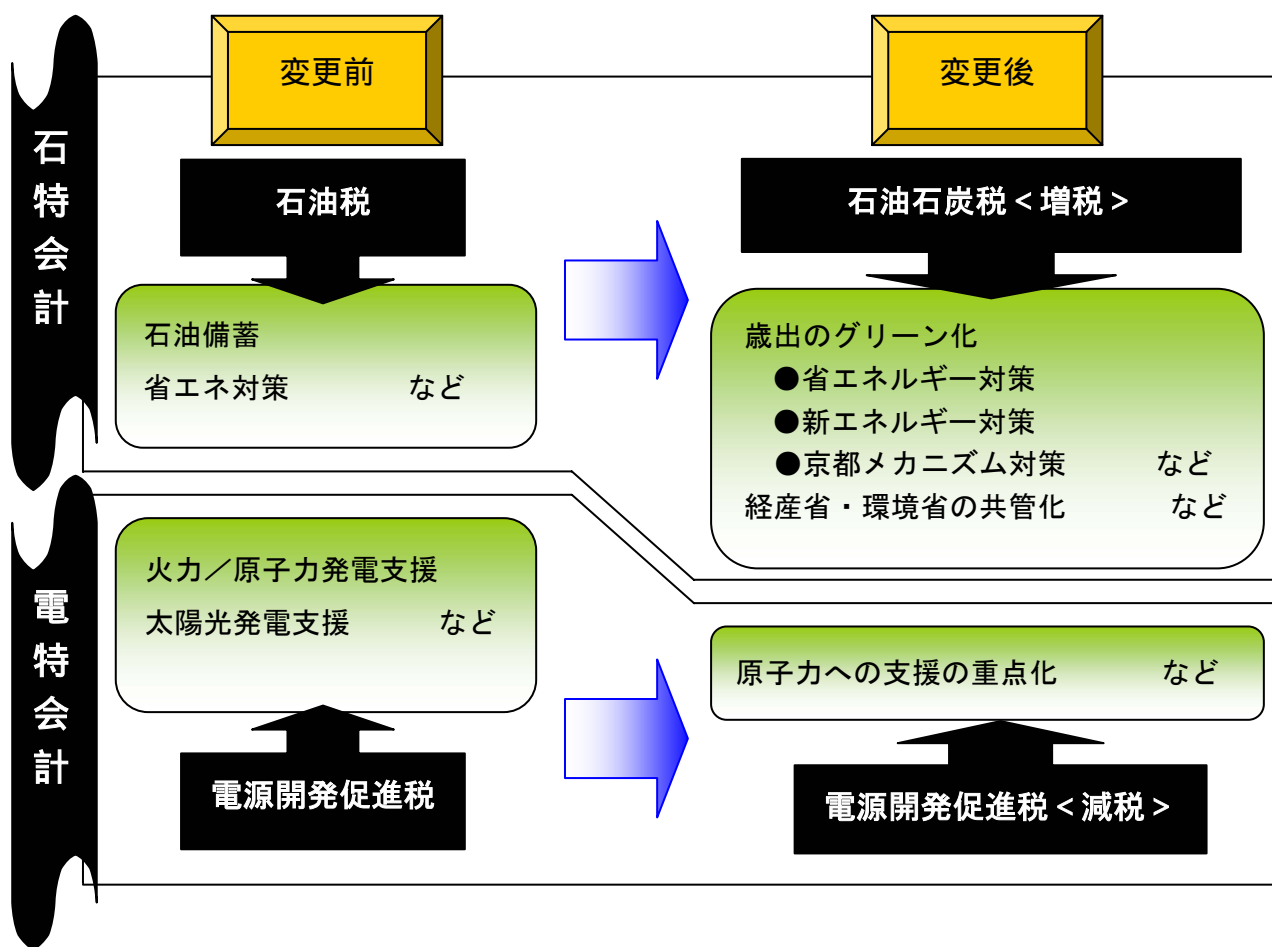 変更前
変更後
石特会計
石油税
石油石炭税＜増税＞
石油備蓄
省エネ対策　など
歳出のグリーン化
●省エネルギー対策
●新エネルギー対策
●京都メカニズム対策　など
経産省・環境省の共管化　など
電特会計
火力／原子力発電支援
太陽光発電支援　など
原子力への支援の重点化　など
電源開発促進税
電源開発促進税＜減税＞